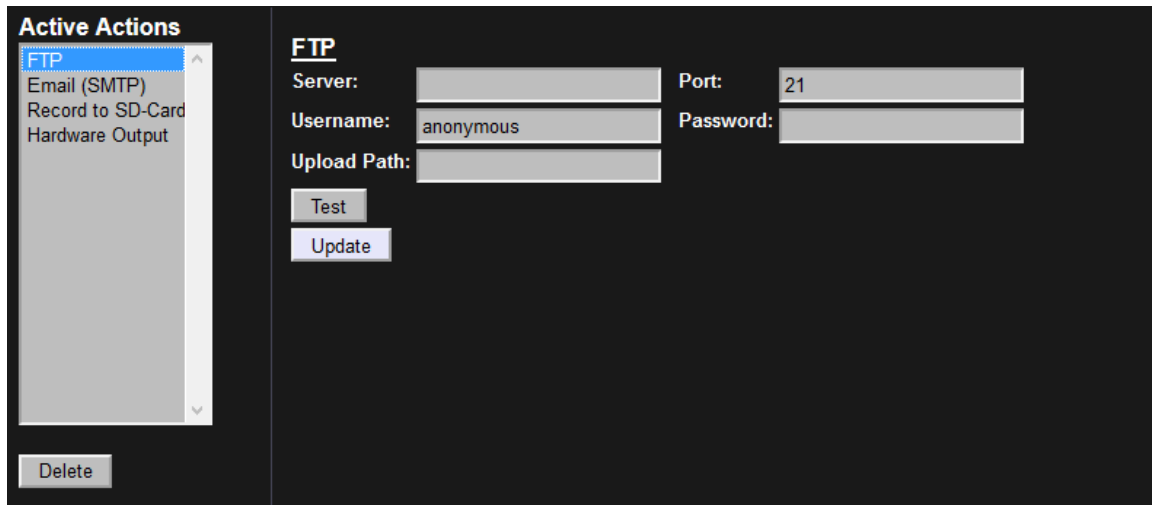 Active Actions
FTP
Email (SMTP)
Record to SD-Card
Hardware Output
Delete
FTP
Server:
Port: 21
Username: anonymous
Password:
Upload Path:
Test
Update